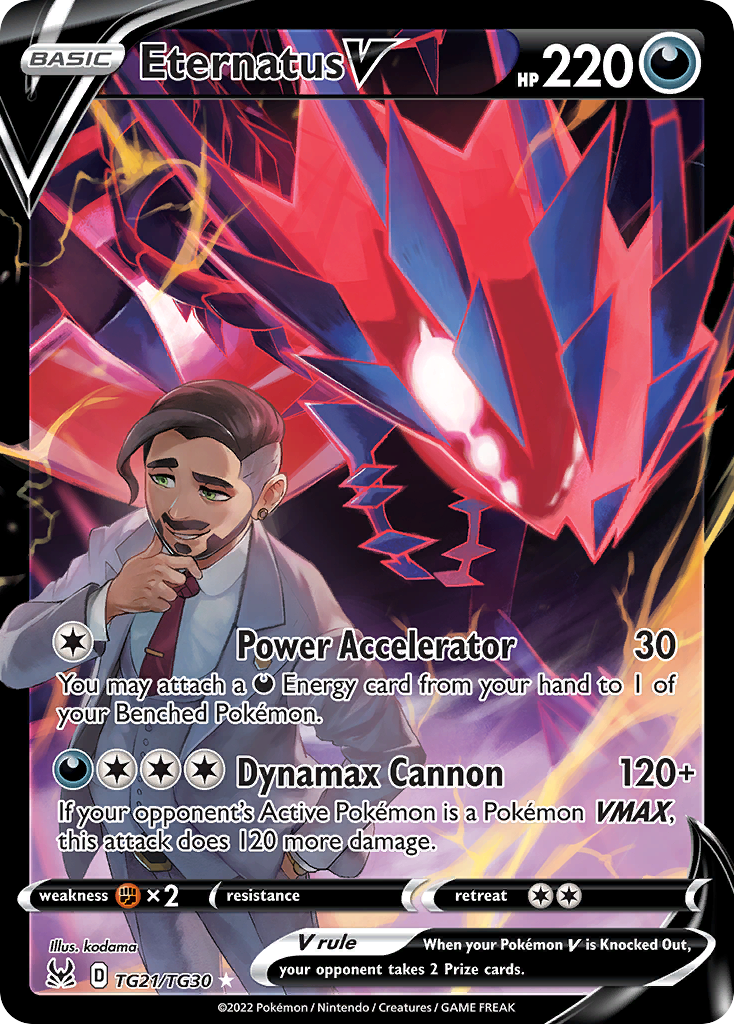 BASIC Eternatus V HP 220
Power Accelerator 30
You may attach a Energy card from your hand to 1 of
your Benched Pokémon.
Dynamax Cannon 120+
If your opponent's Active Pokémon is a Pokémon VMAX,
this attack does 120 more damage.
weakness ×2 resistance retreat
Illus. kodama
V rule When your Pokémon V is Knocked Out,
your opponent takes 2 Prize cards.
D TG21/TG30
©2022 Pokémon / Nintendo / Creatures / GAME FREAK